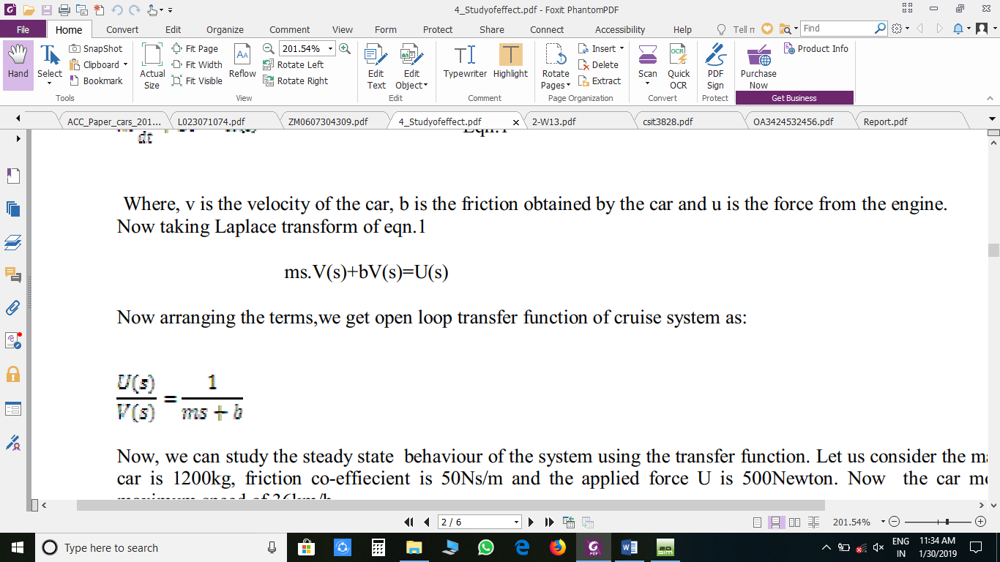 4_Studyofeffect.pdf - Foxit PhantomPDF
File Home Convert Edit Organize Comment View Form Protect Share Connect Accessibility Help Tell Find
Hand
Select
SnapShot
Clipboard
Bookmark
Tools
Actual Size
Fit Page
Fit Width
Fit Visible
Reflow
201.54%
Rotate Left
Rotate Right
View
Edit Text
Edit Object
Edit
Typewriter
Highlight
Comment
Rotate Pages
Insert
Delete
Extract
Page Organization
Scan
OCR
Quick OCR
Convert
PDF Sign
Protect
Purchase Now
Product Info
Get Business
ACC_Paper_cars_201... L023071074.pdf ZM0607304309.pdf 4_Studyofeffect.pdf x 2-W13.pdf csit3828.pdf OA3424532456.pdf Report.pdf
dt
Where, v is the velocity of the car, b is the friction obtained by the car and u is the force from the engine.
Now taking Laplace transform of eqn.1
ms.V(s)+bV(s)=U(s)
Now arranging the terms,we get open loop transfer function of cruise system as:
U(s) 1
=
V(s) ms + b
Now, we can study the steady state behaviour of the system using the transfer function. Let us consider the
car is 1200kg, friction co-effiecient is 50Ns/m and the applied force U is 500Newton. Now the car
2 / 6
201.54%
Type here to search
ENG
IN
11:34 AM
1/30/2019